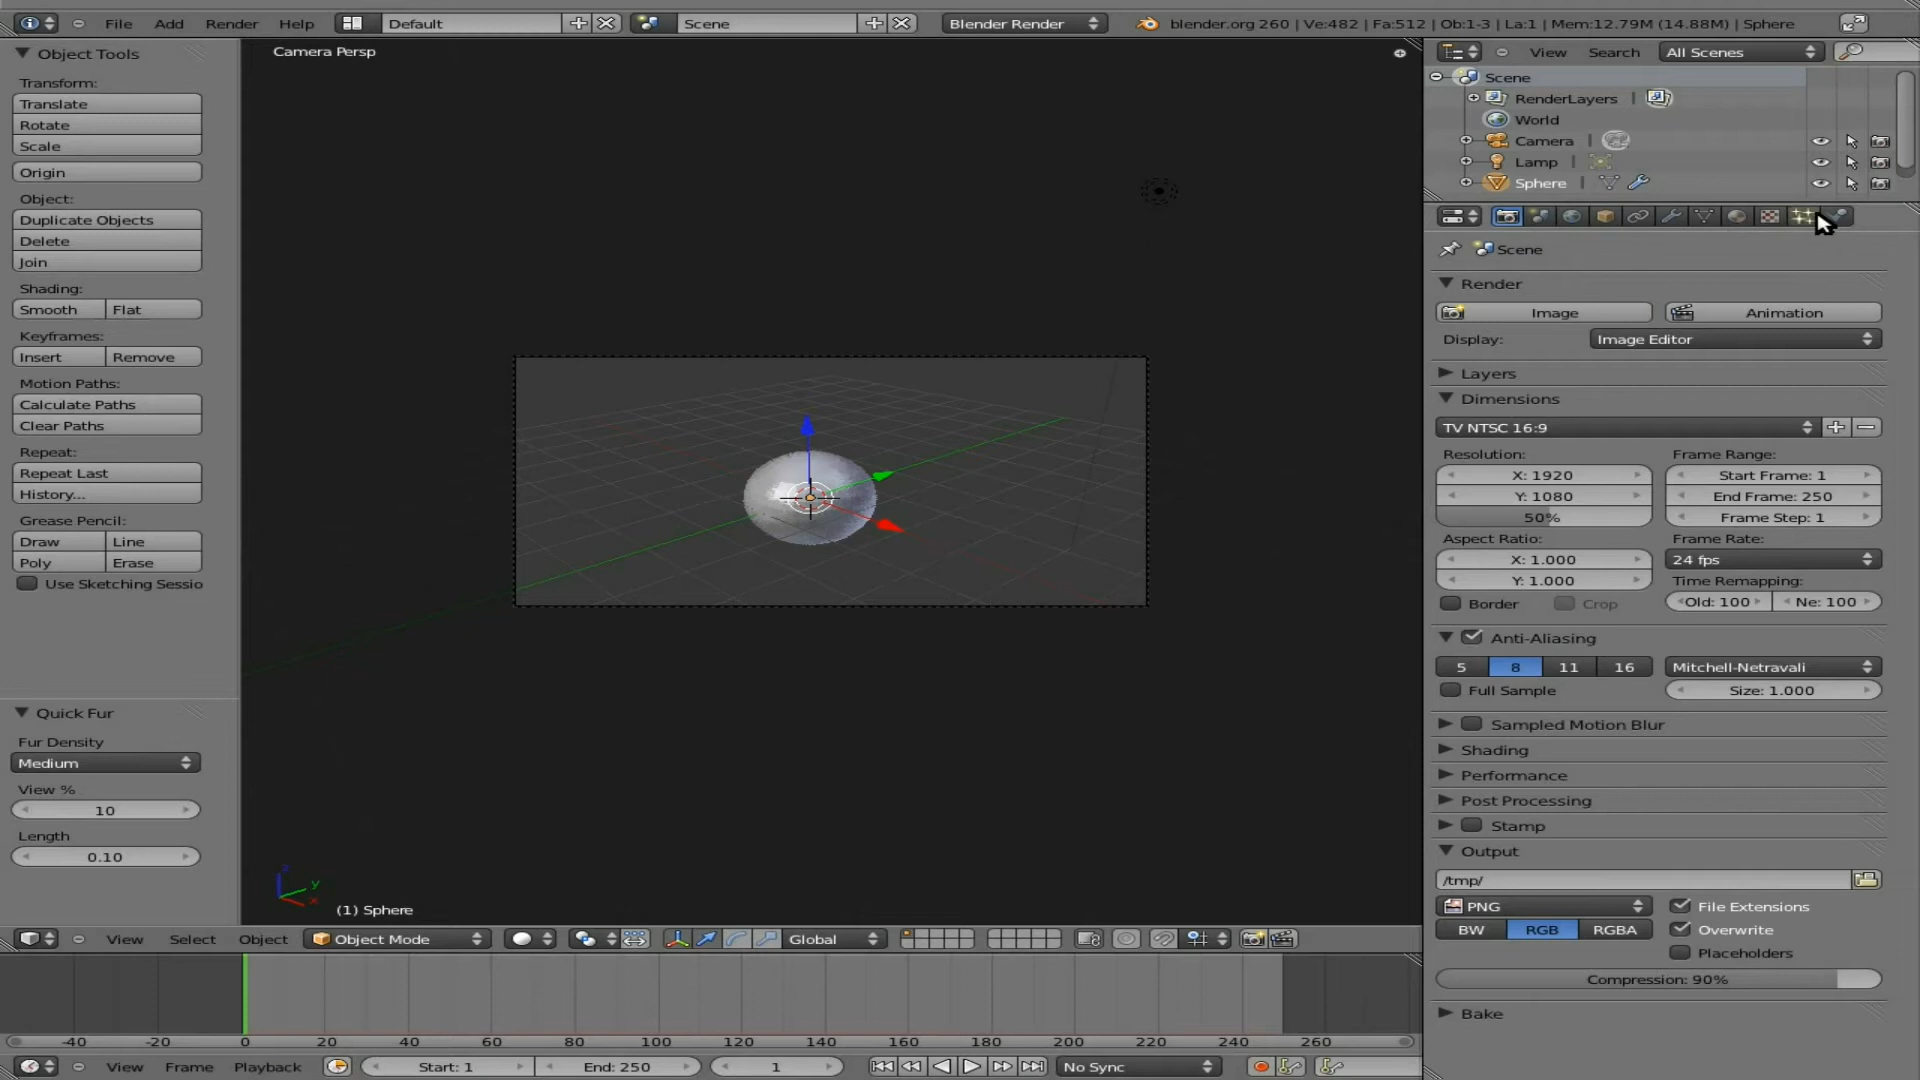 File Add Render Help Default Scene Blender Render blender.org 260 | Ve:482 | Fa:512 | Ob:1-3 | La:1 | Mem:12.79M (14.88M) | Sphere
Object Tools
Transform:
Translate
Rotate
Scale
Origin
Object:
Duplicate Objects
Delete
Join
Shading:
Smooth Flat
Keyframes:
Insert Remove
Motion Paths:
Calculate Paths
Clear Paths
Repeat:
Repeat Last
History...
Grease Pencil:
Draw Line
Poly Erase
Use Sketching Sessio
Quick Fur
Fur Density
Medium
View %
10
Length
0.10
Camera Persp
z
y
x
(1) Sphere
View Select Object Object Mode Global
-40 -20 0 20 40 60 80 100 120 140 160 180 200 220 240 260
View Frame Playback Start: 1 End: 250 1 No Sync
View Search All Scenes
Scene
RenderLayers |
World
Camera |
Lamp |
Sphere |
Scene
Render
Image Animation
Display: Image Editor
Layers
Dimensions
TV NTSC 16:9
Resolution: Frame Range:
X: 1920 Start Frame: 1
Y: 1080 End Frame: 250
50% Frame Step: 1
Aspect Ratio: Frame Rate:
X: 1.000 24 fps
Y: 1.000 Time Remapping:
Border Crop Old: 100 Ne: 100
Anti-Aliasing
5 8 11 16 Mitchell-Netravali
Full Sample Size: 1.000
Sampled Motion Blur
Shading
Performance
Post Processing
Stamp
Output
/tmp/
PNG File Extensions
BW RGB RGBA Overwrite
Placeholders
Compression: 90%
Bake